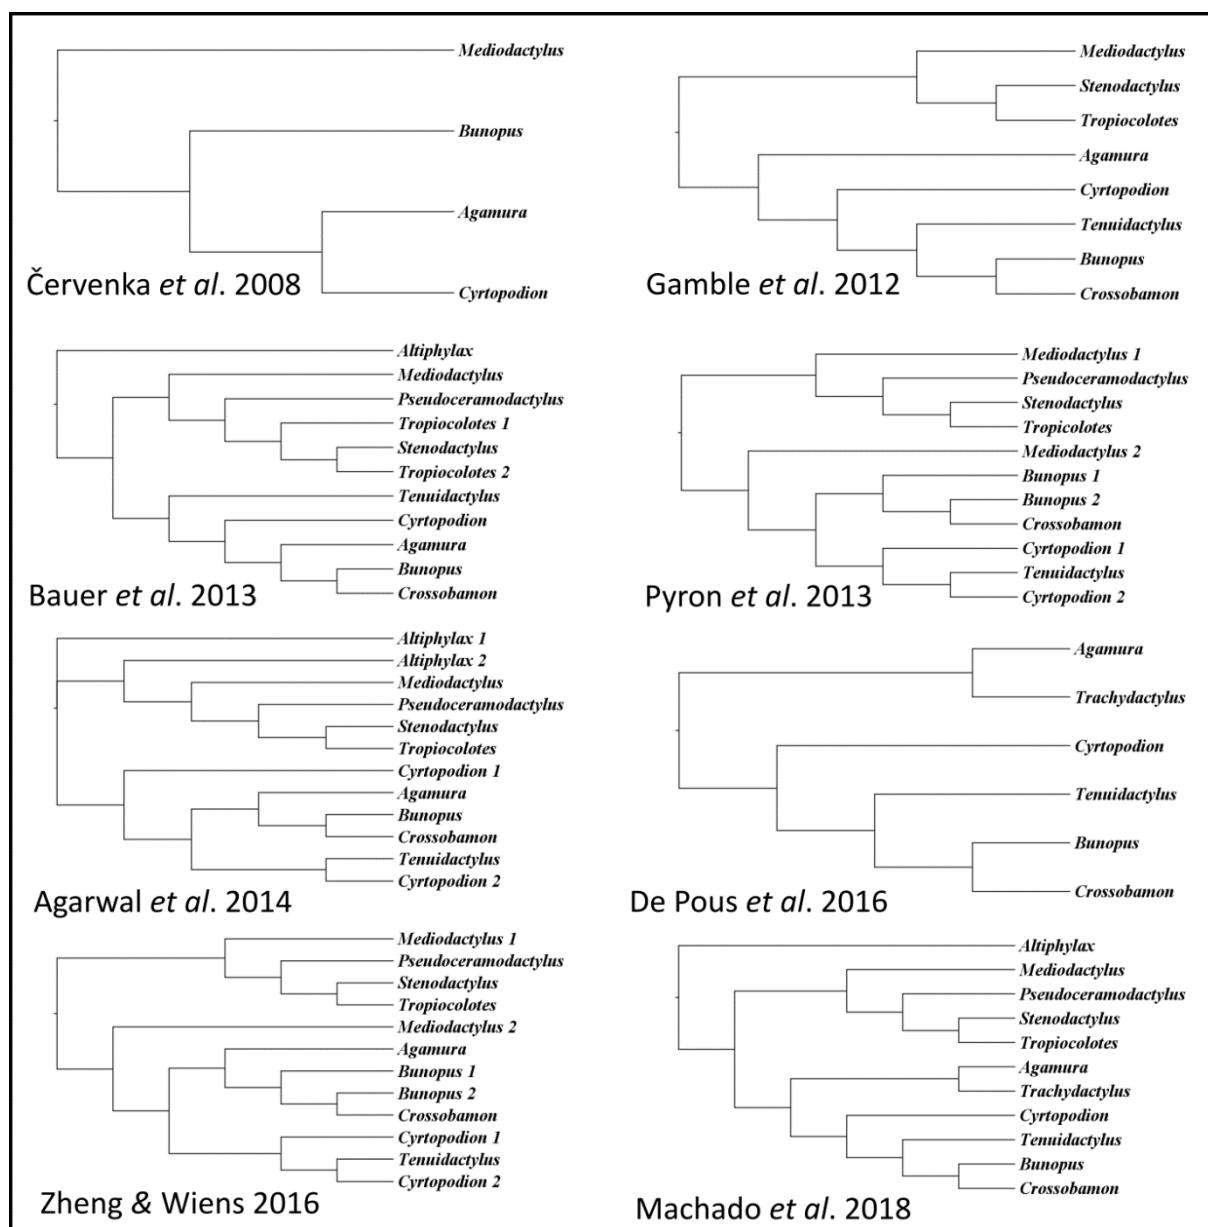 Mediodactylus
Bunopus
Agamura
Cyrtopodion
Červenka et al. 2008
Mediodactylus
Stenodactylus
Tropiocolotes
Agamura
Cyrtopodion
Tenuidactylus
Bunopus
Crossobamon
Gamble et al. 2012
Altiphylax
Mediodactylus
Pseudoceramodactylus
Tropiocolotes 1
Stenodactylus
Tropiocolotes 2
Tenuidactylus
Cyrtopodion
Agamura
Bunopus
Crossobamon
Bauer et al. 2013
Mediodactylus 1
Pseudoceramodactylus
Stenodactylus
Tropicolotes
Mediodactylus 2
Bunopus 1
Bunopus 2
Crossobamon
Cyrtopodion 1
Tenuidactylus
Cyrtopodion 2
Pyron et al. 2013
Altiphylax 1
Altiphylax 2
Mediodactylus
Pseudoceramodactylus
Stenodactylus
Tropiocolotes
Cyrtopodion 1
Agamura
Bunopus
Crossobamon
Tenuidactylus
Cyrtopodion 2
Agarwal et al. 2014
Agamura
Trachydactylus
Cyrtopodion
Tenuidactylus
Bunopus
Crossobamon
De Pous et al. 2016
Mediodactylus 1
Pseudoceramodactylus
Stenodactylus
Tropiocolotes
Mediodactylus 2
Agamura
Bunopus 1
Bunopus 2
Crossobamon
Cyrtopodion 1
Tenuidactylus
Cyrtopodion 2
Zheng & Wiens 2016
Altiphylax
Mediodactylus
Pseudoceramodactylus
Stenodactylus
Tropiocolotes
Agamura
Trachydactylus
Cyrtopodion
Tenuidactylus
Bunopus
Crossobamon
Machado et al. 2018